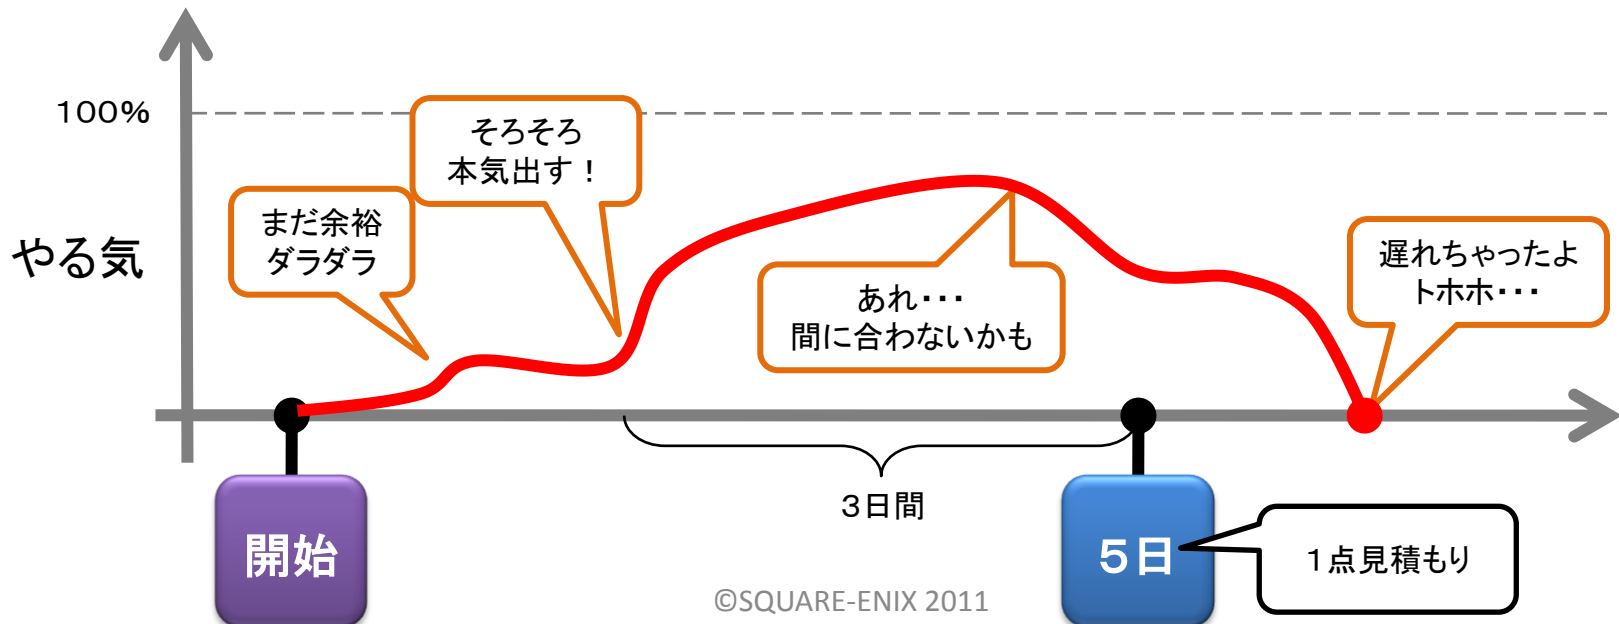 100%
そろそろ
本気出す！
まだ余裕
ダラダラ
やる気
あれ・・・
間に合わないかも
遅れちゃったよ
トホホ・・・
３日間
開始
５日
１点見積もり
©SQUARE-ENIX 2011